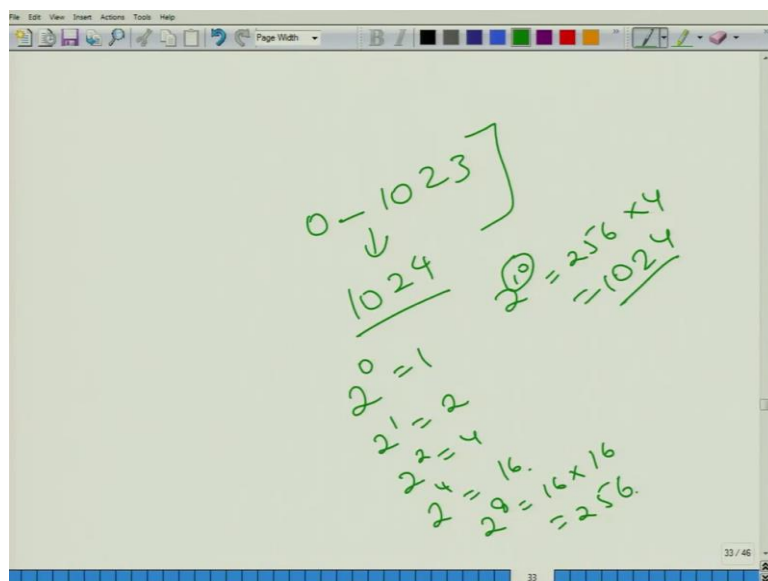 File Edit View Insert Actions Tools Help
Page Width
B I
0 - 1023]
↓
1024
2^10 = 256 × 4
= 1024
2^0 = 1
2^1 = 2
2^2 = 4
2^4 = 16.
2^8 = 16 × 16
= 256.
33 / 46
33